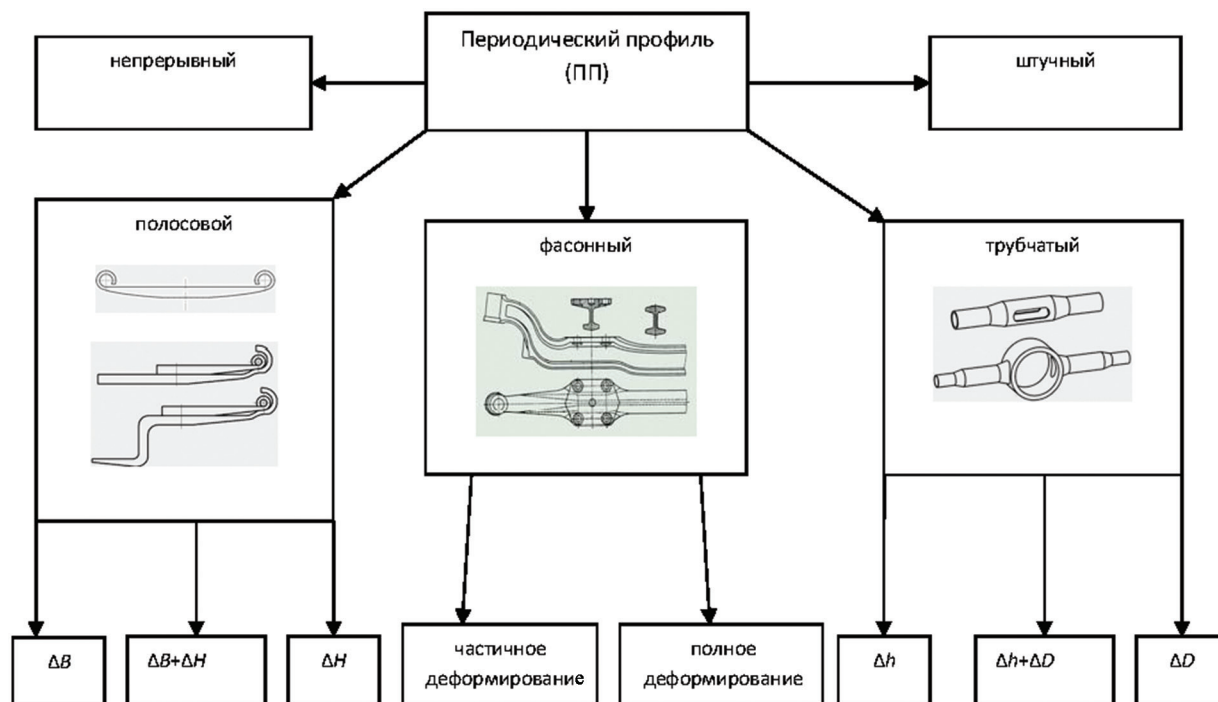 Периодический профиль
(ПП)
непрерывный
штучный
полосовой
фасонный
трубчатый
ΔB
ΔB+ΔH
ΔH
частичное
деформирование
полное
деформирование
Δh
Δh+ΔD
ΔD